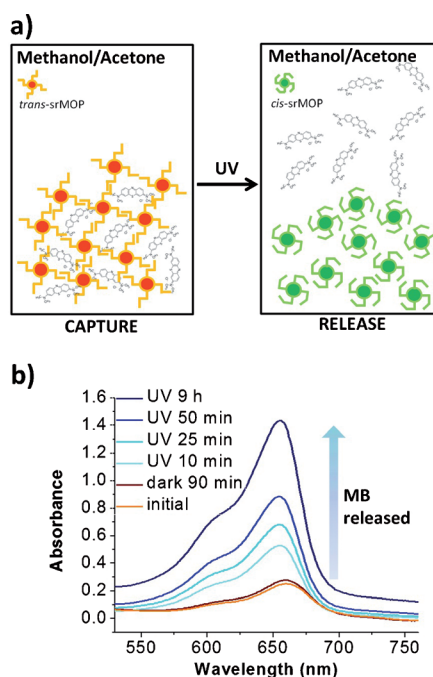 a)
Methanol/Acetone
trans-srMOP
CAPTURE
UV
Methanol/Acetone
cis-srMOP
RELEASE
b)
Absorbance
1.6
1.4
1.2
1.0
0.8
0.6
0.4
0.2
0.0
UV 9 h
UV 50 min
UV 25 min
UV 10 min
dark 90 min
initial
MB
released
550 600 650 700 750
Wavelength (nm)